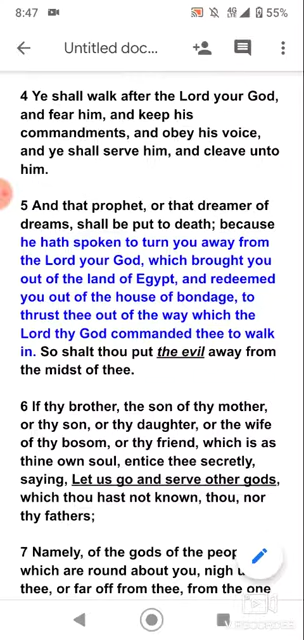 8:47
4G
55%
Untitled doc...
4 Ye shall walk after the Lord your God,
and fear him, and keep his
commandments, and obey his voice,
and ye shall serve him, and cleave unto
him.
5 And that prophet, or that dreamer of
dreams, shall be put to death; because
he hath spoken to turn you away from
the Lord your God, which brought you
out of the land of Egypt, and redeemed
you out of the house of bondage, to
thrust thee out of the way which the
Lord thy God commanded thee to walk
in. So shalt thou put the evil away from
the midst of thee.
6 If thy brother, the son of thy mother,
or thy son, or thy daughter, or the wife
of thy bosom, or thy friend, which is as
thine own soul, entice thee secretly,
saying, Let us go and serve other gods,
which thou hast not known, thou, nor
thy fathers;
7 Namely, of the gods of the peop
which are round about you, nigh u
thee, or far off from thee, from the one